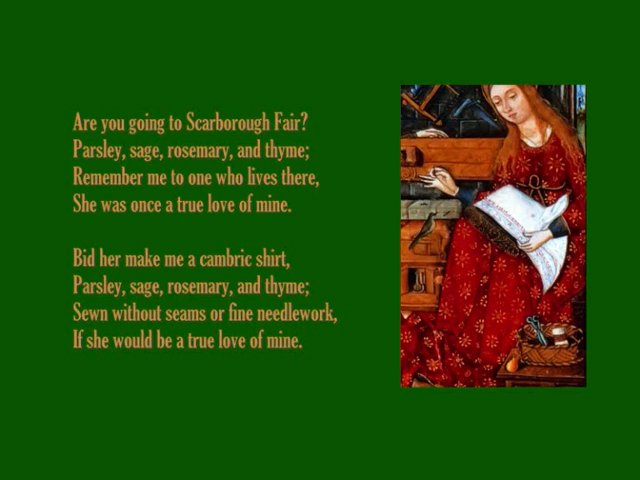 Are you going to Scarborough Fair?
Parsley, sage, rosemary, and thyme;
Remember me to one who lives there,
She was once a true love of mine.
Bid her make me a cambric shirt,
Parsley, sage, rosemary, and thyme;
Sewn without seams or fine needlework,
If she would be a true love of mine.